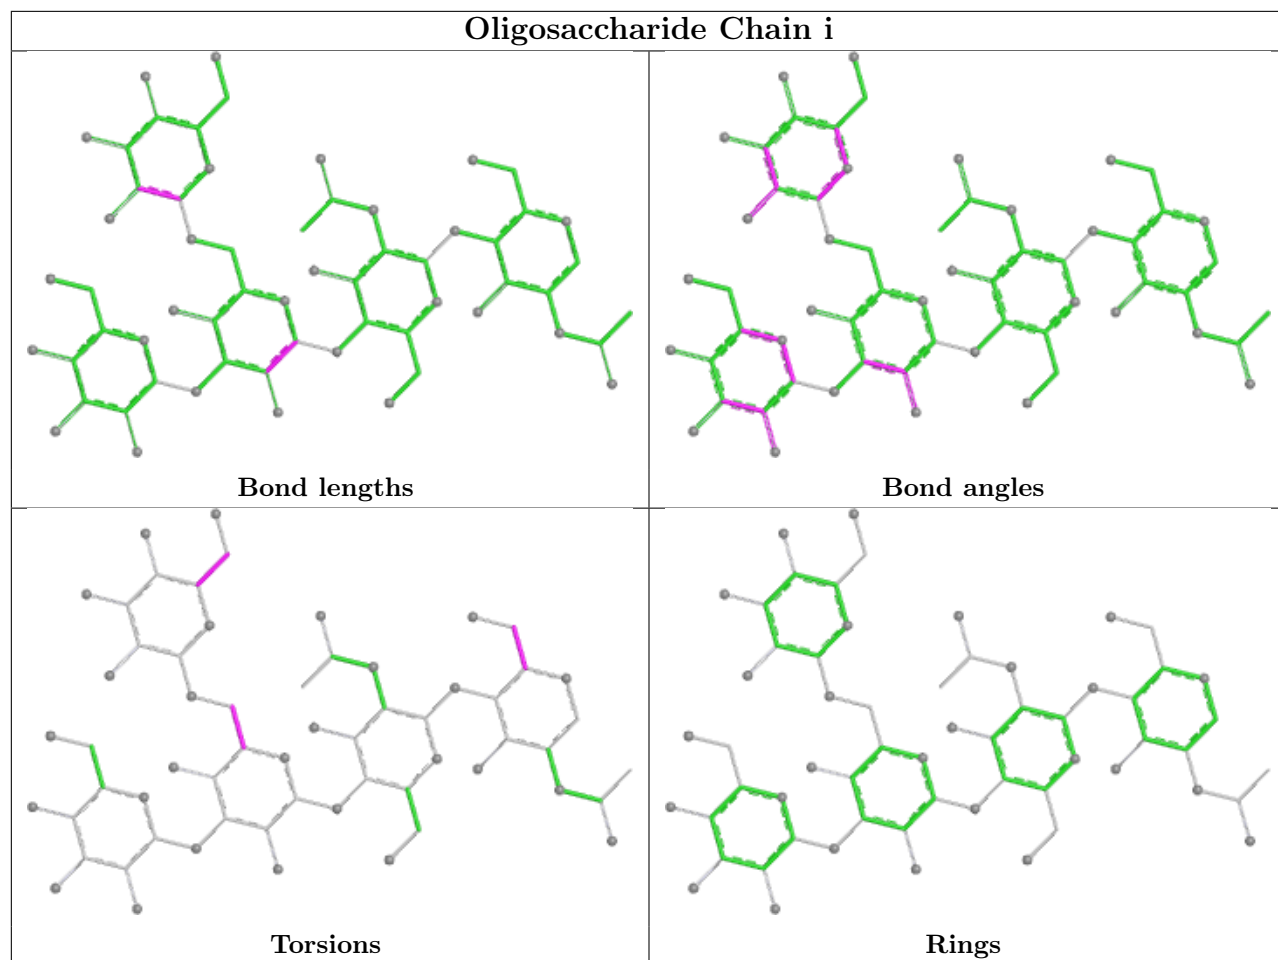 Oligosaccharide Chain i
Bond lengths
Bond angles
Torsions
Rings